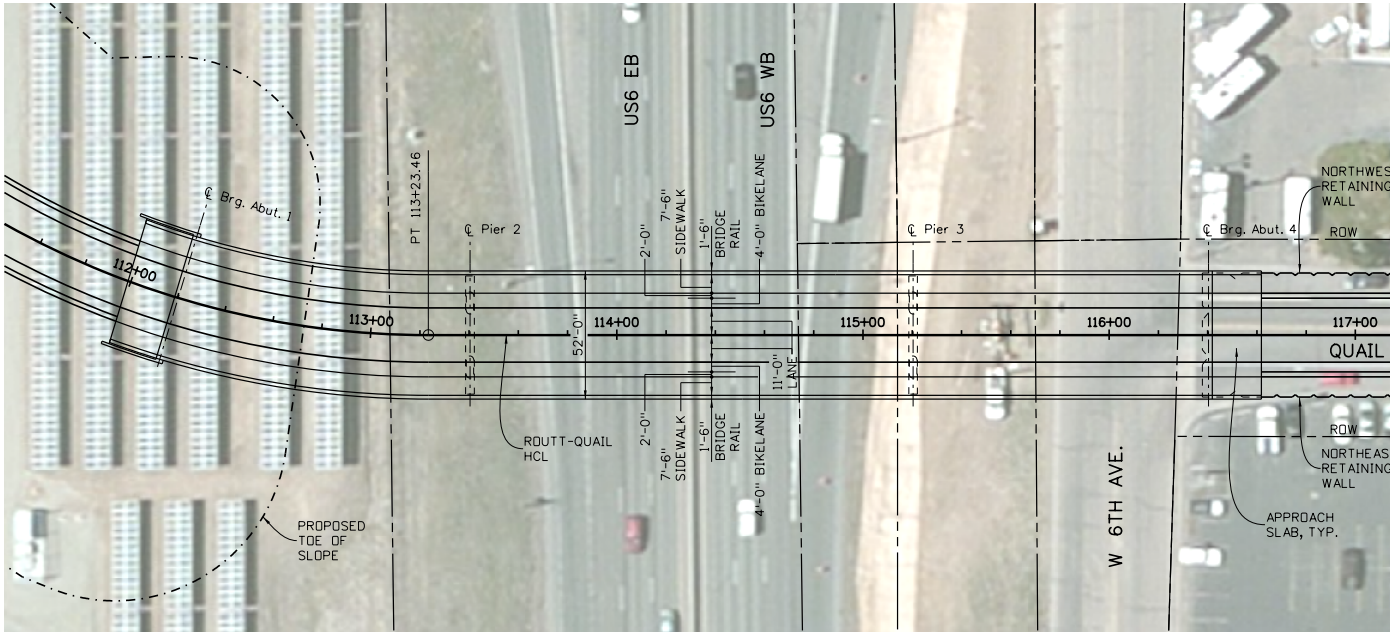 US6 EB
US6 WB
℄ Brg. Abut. 1
PT 113+23.46
℄ Pier 2
2'-0"
7'-6"
SIDEWALK
1'-6"
BRIDGE
RAIL
4'-0" BIKELANE
℄ Pier 3
℄ Brg. Abut. 4
NORTHWES
RETAINING
WALL
ROW
112+00
113+00
114+00
115+00
116+00
117+00
52'-0"
11'-0"
LANE
QUAIL
ROUTT-QUAIL
HCL
2'-0"
7'-6"
SIDEWALK
1'-6"
BRIDGE
RAIL
4'-0" BIKELANE
ROW
NORTHEAS
RETAINING
WALL
W 6TH AVE.
APPROACH
SLAB, TYP.
PROPOSED
TOE OF
SLOPE